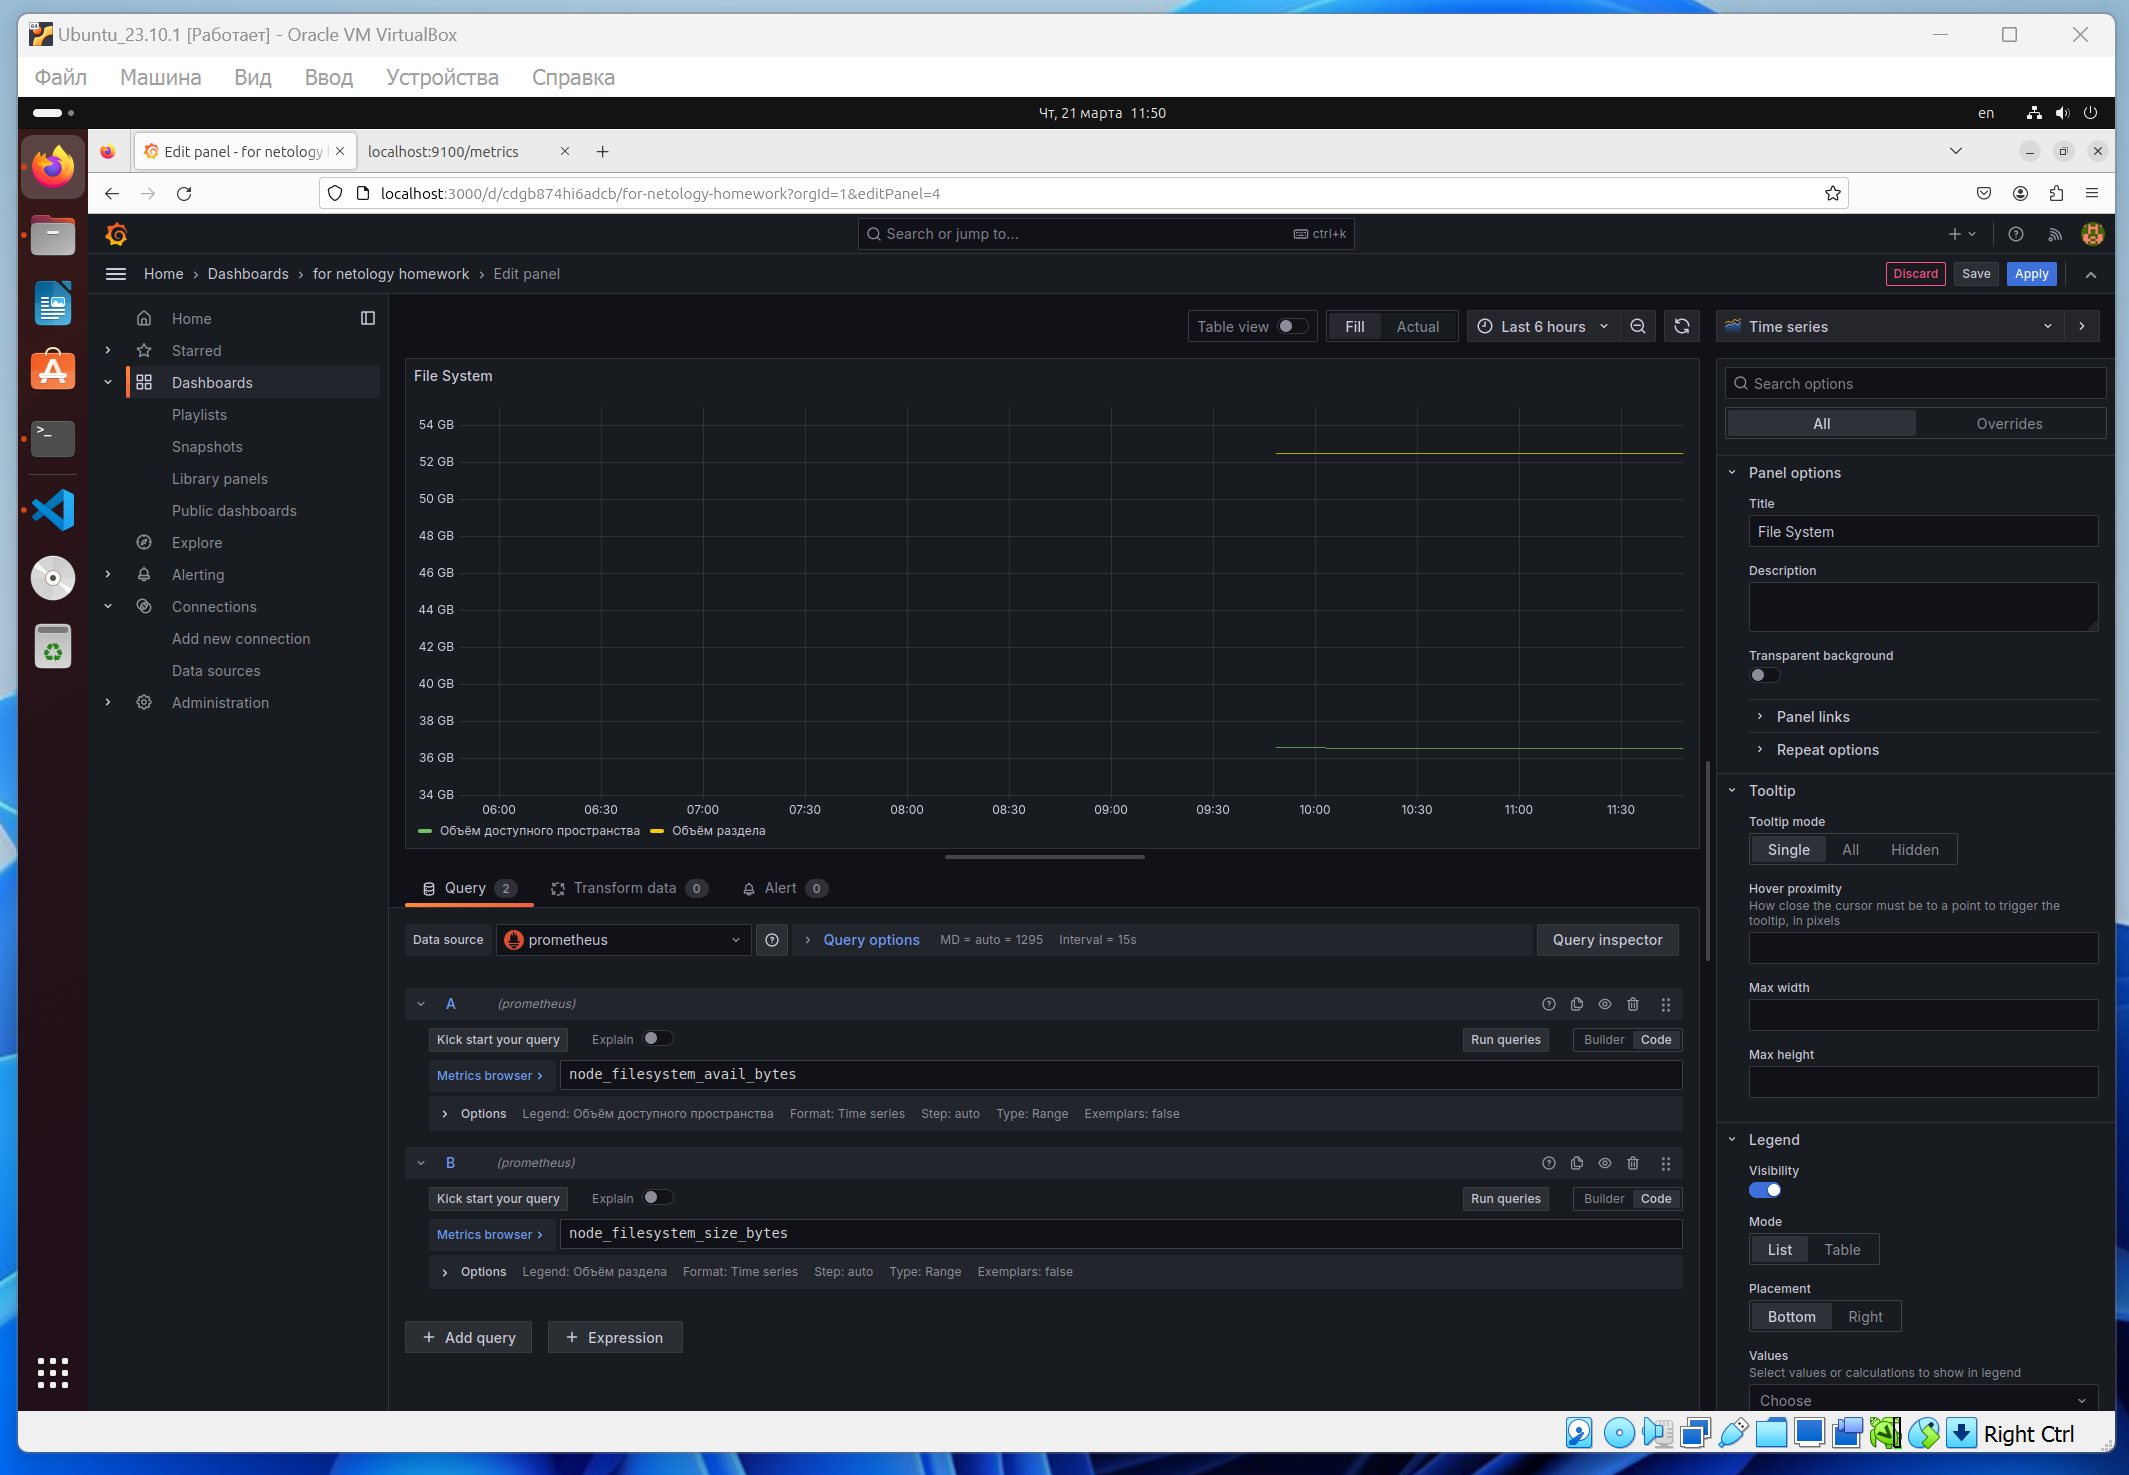 Ubuntu_23.10.1 [Работает] - Oracle VM VirtualBox
Файл Машина Вид Ввод Устройства Справка
Чт, 21 марта 11:50
en
Edit panel - for netology
localhost:9100/metrics
localhost:3000/d/cdgb874hi6adcb/for-netology-homework?orgId=1&editPanel=4
Search or jump to...
ctrl+k
Home › Dashboards › for netology homework › Edit panel
Discard Save Apply
Home
Starred
Dashboards
Playlists
Snapshots
Library panels
Public dashboards
Explore
Alerting
Connections
Add new connection
Data sources
Administration
Table view
Fill Actual
Last 6 hours
Time series
File System
54 GB
52 GB
50 GB
48 GB
46 GB
44 GB
42 GB
40 GB
38 GB
36 GB
34 GB
06:00 06:30 07:00 07:30 08:00 08:30 09:00 09:30 10:00 10:30 11:00 11:30
Объём доступного пространства Объём раздела
Query 2 Transform data 0 Alert 0
Data source prometheus Query options MD = auto = 1295 Interval = 15s Query inspector
A (prometheus)
Kick start your query Explain Run queries Builder Code
Metrics browser > node_filesystem_avail_bytes
Options Legend: Объём доступного пространства Format: Time series Step: auto Type: Range Exemplars: false
B (prometheus)
Kick start your query Explain Run queries Builder Code
Metrics browser > node_filesystem_size_bytes
Options Legend: Объём раздела Format: Time series Step: auto Type: Range Exemplars: false
+ Add query + Expression
Search options
All Overrides
Panel options
Title
File System
Description
Transparent background
Panel links
Repeat options
Tooltip
Tooltip mode
Single All Hidden
Hover proximity
How close the cursor must be to a point to trigger the
tooltip, in pixels
Max width
Max height
Legend
Visibility
Mode
List Table
Placement
Bottom Right
Values
Select values or calculations to show in legend
Choose
Right Ctrl